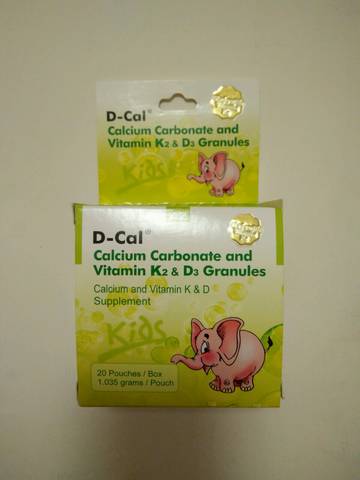 D-Cal®
Calcium Carbonate and
Vitamin K2 & D3 Granules
Kids
D-Cal®
Calcium Carbonate and
Vitamin K2 & D3 Granules
Calcium and Vitamin K & D
Supplement
Kids
20 Pouches / Box
1.035 grams / Pouch